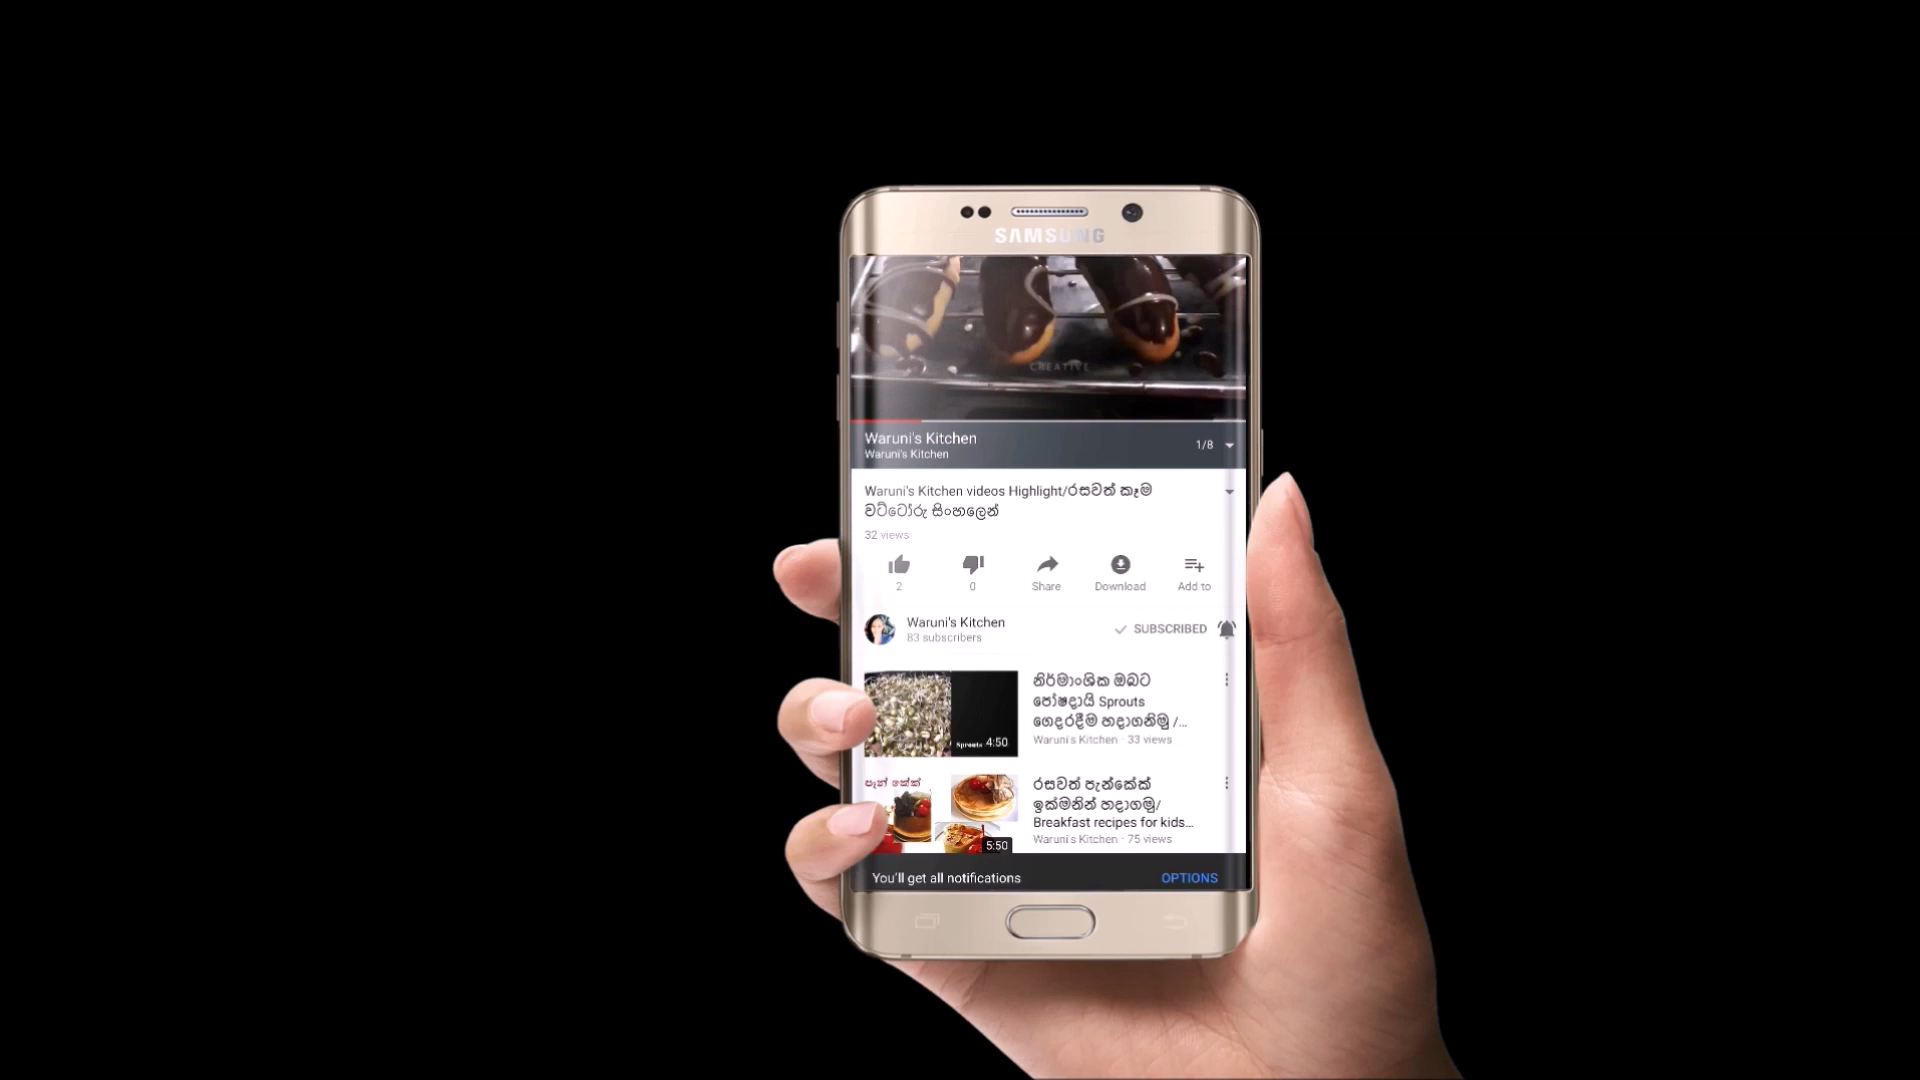 SAMSUNG
CREATIVE
Waruni's Kitchen
Waruni's Kitchen
1/8
Waruni's Kitchen videos Highlight/රසවත් කෑම
වට්ටෝරු සිංහලෙන්
32 views
2
0
Share
Download
Add to
Waruni's Kitchen
83 subscribers
SUBSCRIBED
Sprouts 4:50
නිර්මාංශික ඔබට
පෝෂදායි Sprouts
ගෙදරදීම හදාගනිමු /...
Waruni's Kitchen · 33 views
පෑන් කේක්
5:50
රසවත් පැන්කේක්
ඉක්මනින් හදාගමු/
Breakfast recipes for kids...
Waruni's Kitchen · 75 views
You'll get all notifications
OPTIONS